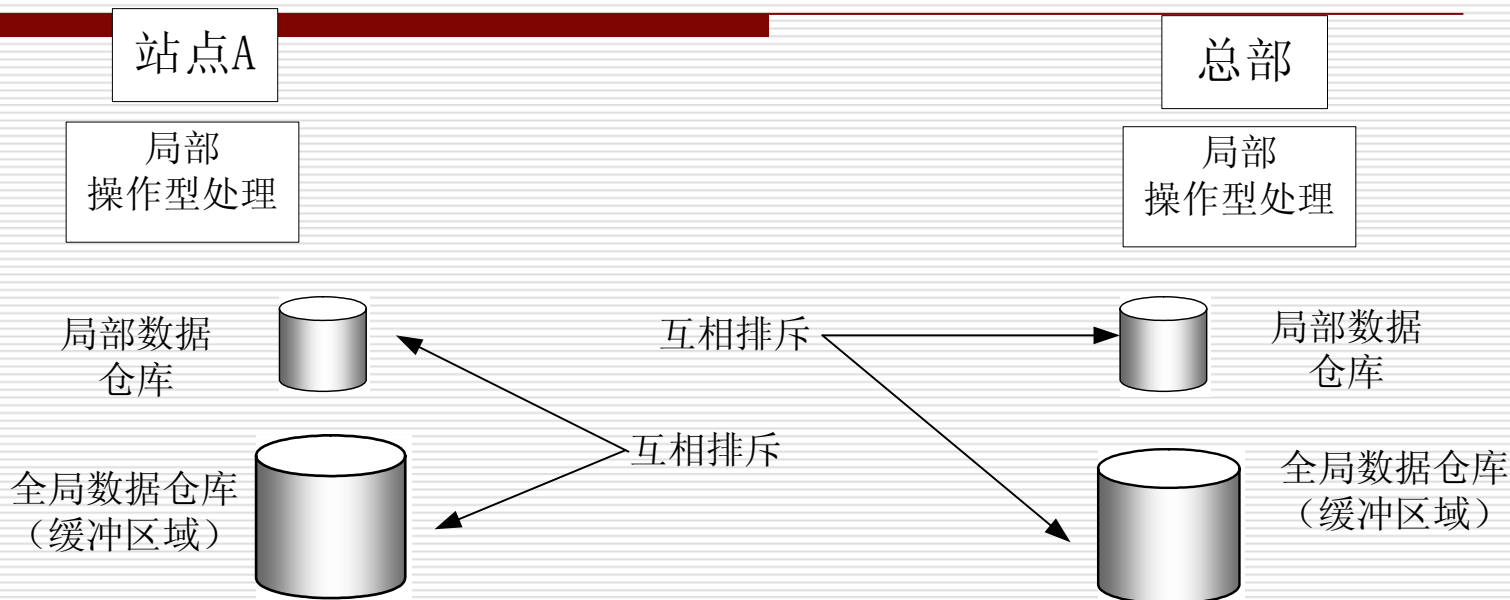 站点A
总部
局部
操作型处理
局部
操作型处理
局部数据
仓库
互相排斥
局部数据
仓库
互相排斥
全局数据仓库
（缓冲区域）
全局数据仓库
（缓冲区域）